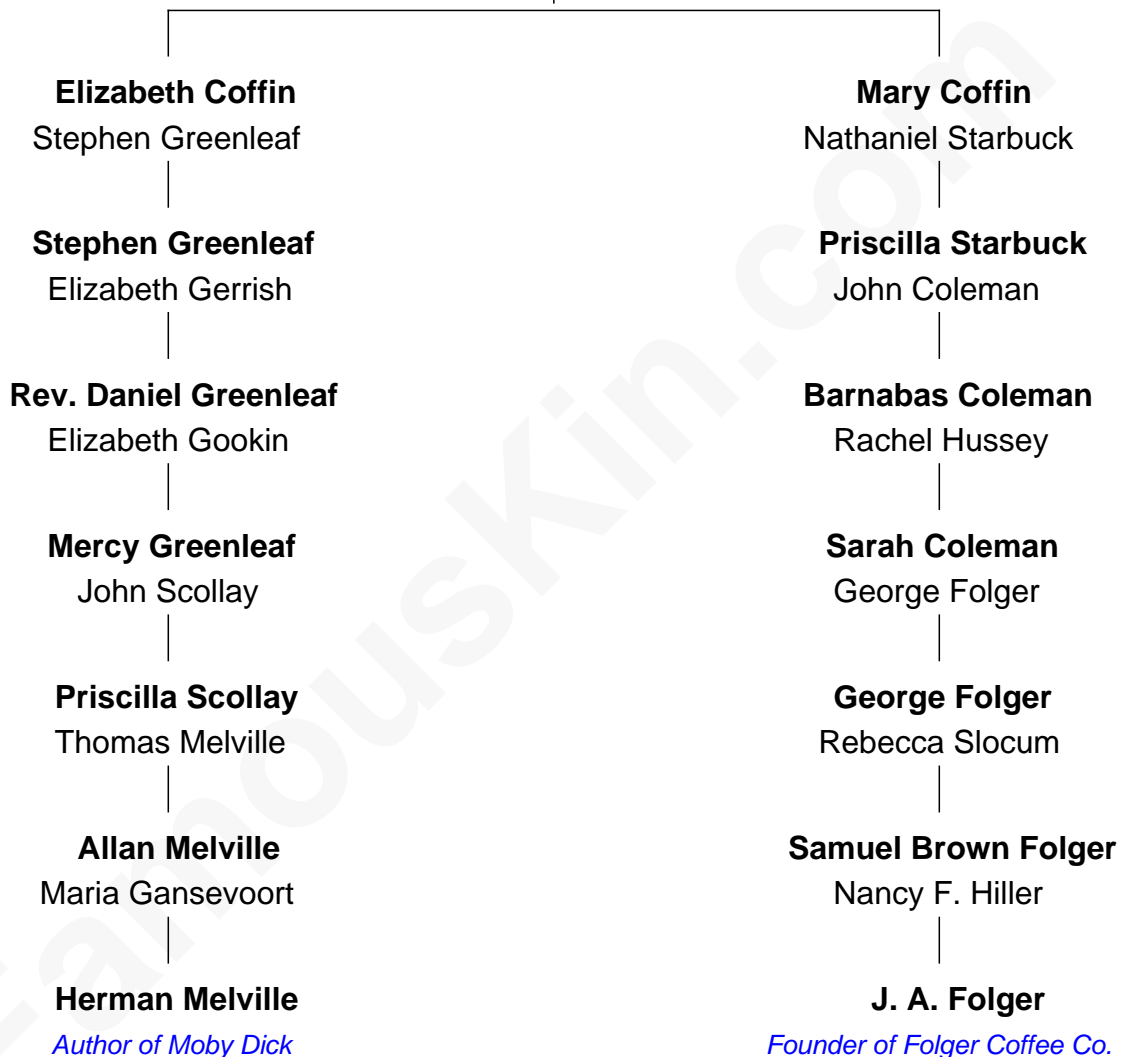 Elizabeth Coffin
Stephen Greenleaf
Stephen Greenleaf
Elizabeth Gerrish
Rev. Daniel Greenleaf
Elizabeth Gookin
Mercy Greenleaf
John Scollay
Priscilla Scollay
Thomas Melville
Allan Melville
Maria Gansevoort
Herman Melville
Author of Moby Dick
Mary Coffin
Nathaniel Starbuck
Priscilla Starbuck
John Coleman
Barnabas Coleman
Rachel Hussey
Sarah Coleman
George Folger
George Folger
Rebecca Slocum
Samuel Brown Folger
Nancy F. Hiller
J. A. Folger
Founder of Folger Coffee Co.
FamousKin.com